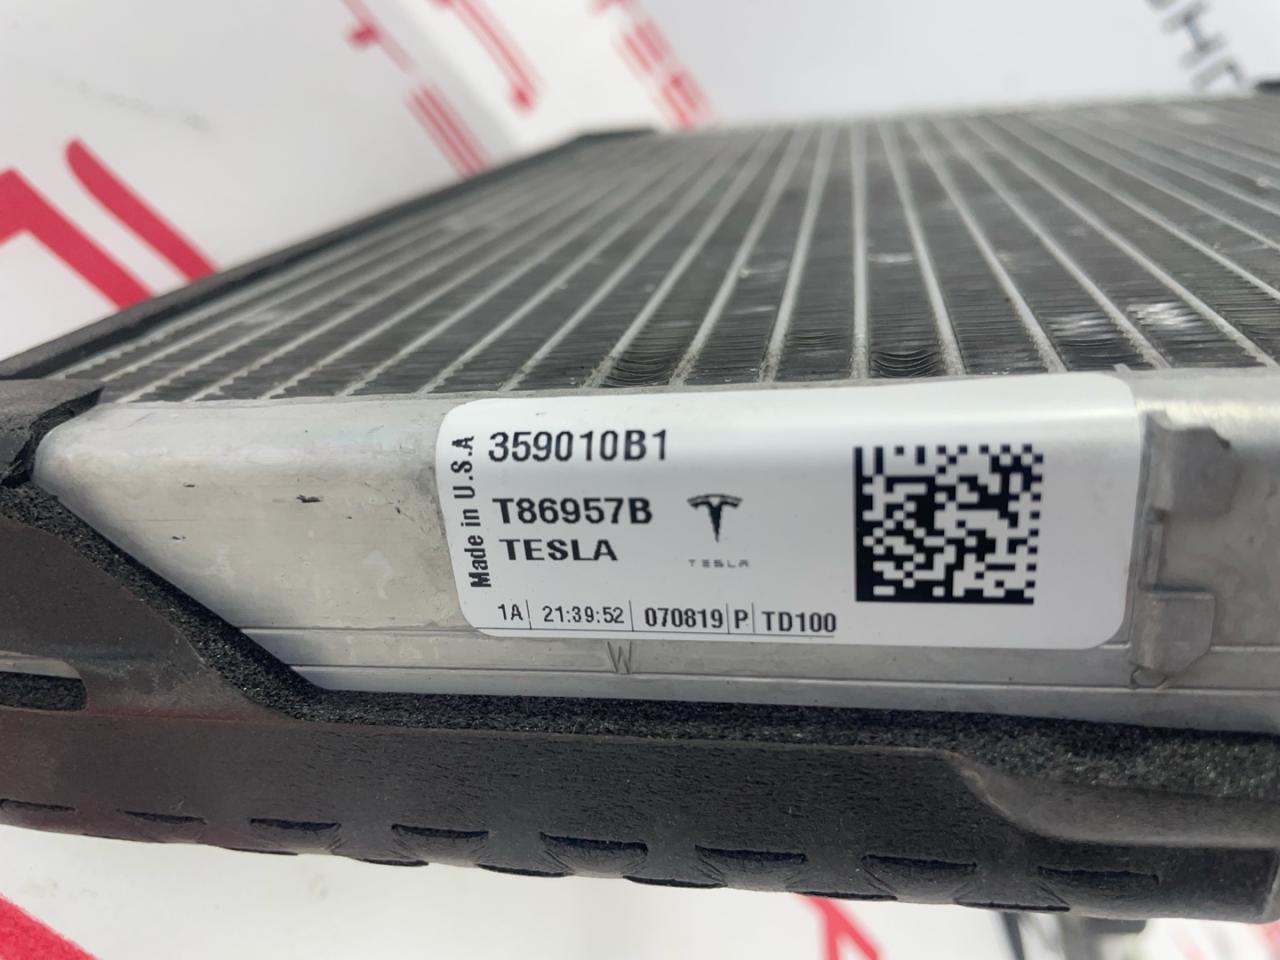 Made in U.S.A
359010B1
T86957B
TESLA
TESLA
1A 21:39:52 070819 P TD100
W